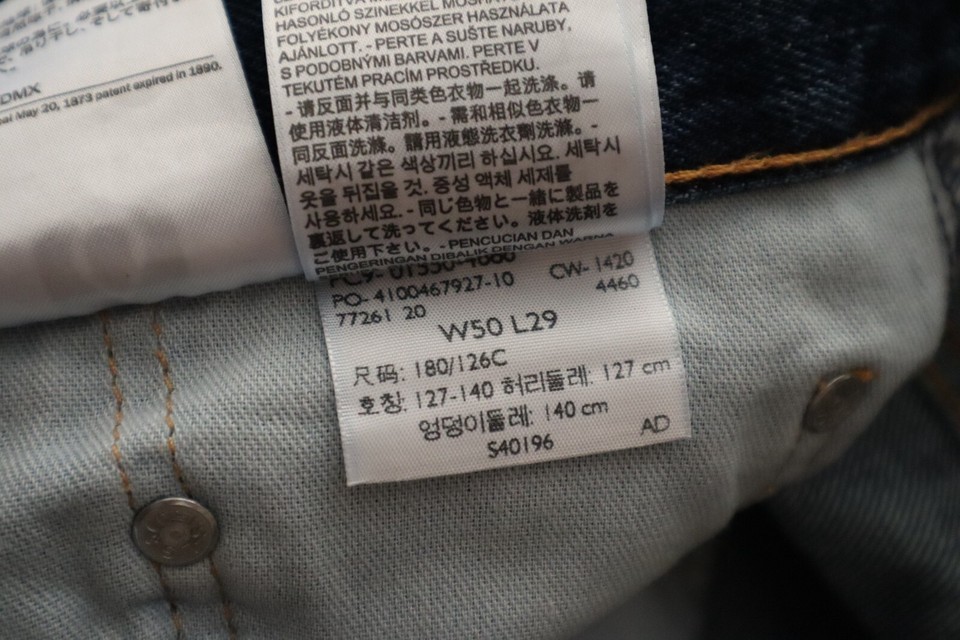 DMX
May 20, 1873 patent expired in 1890.
HASONLÓ SZINEKKEL
FOLYÉKONY MOSÓSZER HASZNÁLATA
AJÁNLOTT. - PERTE A SUŠTE NARUBY,
S PODOBNÝMI BARVAMI. PERTE V
TEKUTÉM PRACÍM PROSTŘEDKU.
- 请反面并与同类色衣物一起洗涤。请
使用液体清洁剂。- 需和相似色衣物一
同反面洗滌。請用液態洗衣劑洗滌。-
세탁시 같은 색상끼리 하십시요. 세탁시
옷을 뒤집을 것. 중성 액체 세제를
사용하세요. - 同じ色物と一緒に製品を
裏返して洗ってください。液体洗剤を
ご使用下さい。- PENCUCIAN DAN
PENGERINGAN DIBALIK DENGAN WARNA
PO- 4100467927-10 CW- 1420
77261 20 4460
W50 L29
尺码: 180/126C
호칭: 127-140 허리둘레: 127 cm
엉덩이둘레: 140 cm
S40196 AD